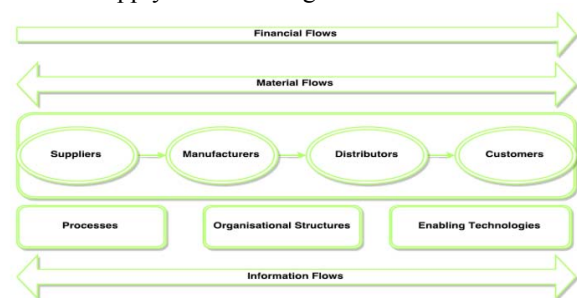 Financial Flows
Material Flows
Suppliers Manufacturers Distributors Customers
Processes Organisational Structures Enabling Technologies
Information Flows